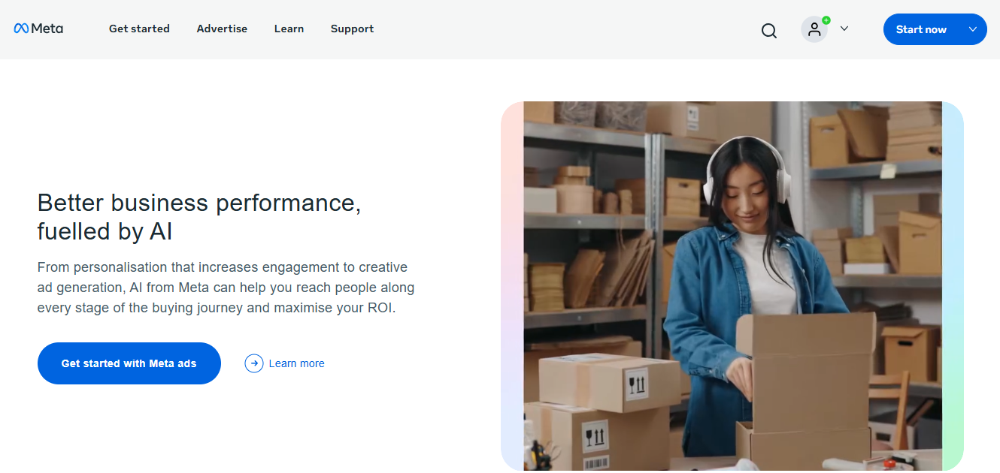 Meta
Get started
Advertise
Learn
Support
Start now
Better business performance,
fuelled by AI
From personalisation that increases engagement to creative
ad generation, AI from Meta can help you reach people along
every stage of the buying journey and maximise your ROI.
Get started with Meta ads
Learn more